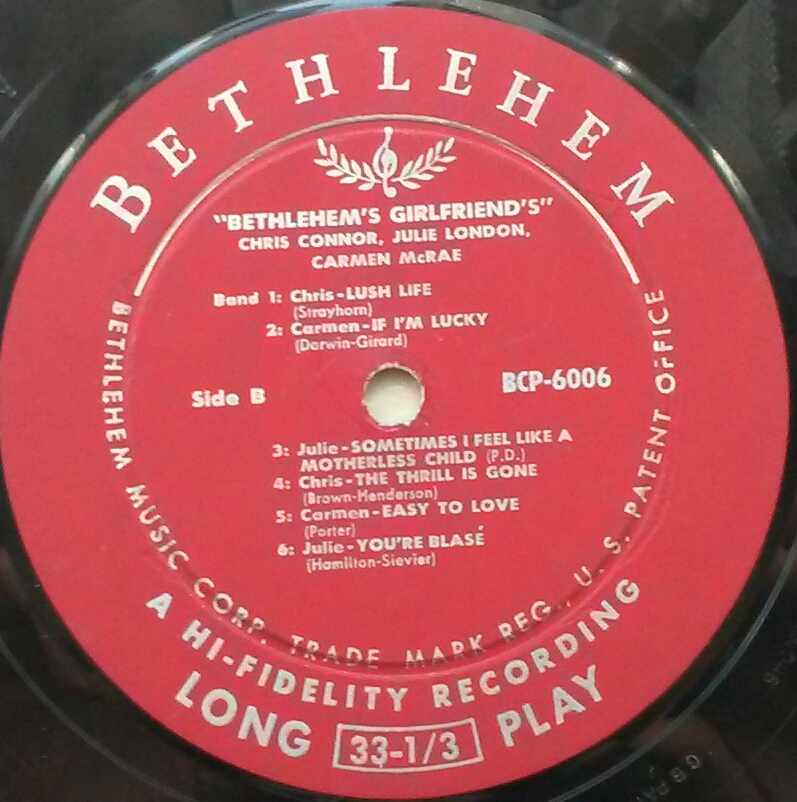 BETHLEHEM
"BETHLEHEM'S GIRLFRIEND'S"
CHRIS CONNOR, JULIE LONDON,
CARMEN McRAE
Band 1: Chris-LUSH LIFE
(Strayhorn)
2: Carmen-IF I'M LUCKY
(Darwin-Girard)
Side B
BCP-6006
3: Julie-SOMETIMES I FEEL LIKE A
MOTHERLESS CHILD (P.D.)
4: Chris-THE THRILL IS GONE
(Brown-Henderson)
5: Carmen-EASY TO LOVE
(Porter)
6: Julie-YOU'RE BLASÉ
(Hamilton-Sievier)
BETHLEHEM MUSIC CORP. TRADE MARK REG., U. S. PATENT OFFICE
A HI-FIDELITY RECORDING
LONG 33-1/3 PLAY